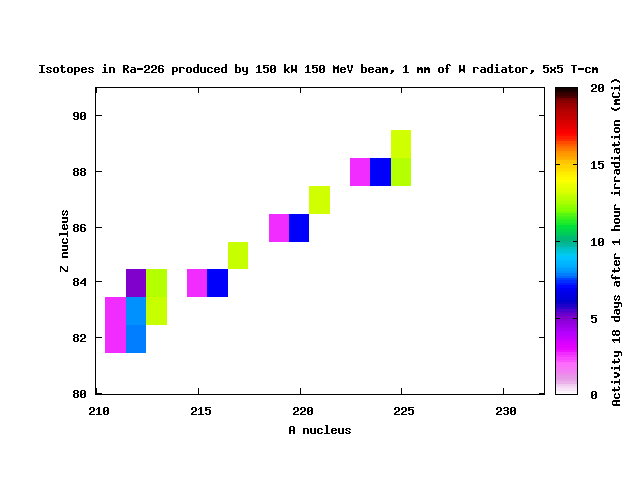 Isotopes in Ra-226 produced by 150 kW 150 MeV beam, 1 mm of W radiator, 5x5 T-cm
90
88
86
84
82
80
Z nucleus
210 215 220 225 230
A nucleus
20
15
10
5
0
Activity 18 days after 1 hour irradiation (mCi)